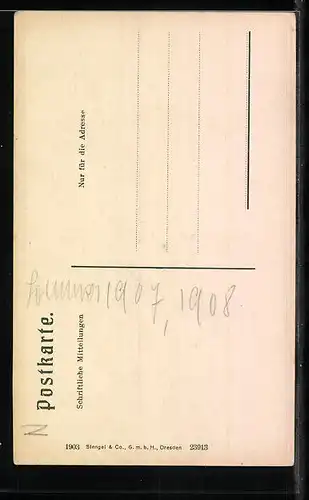 Postkarte.
Schriftliche Mitteilungen
Nur für die Adresse
Sommer 1907, 1908
N
1903 Stengel & Co., G. m. b. H., Dresden 23913